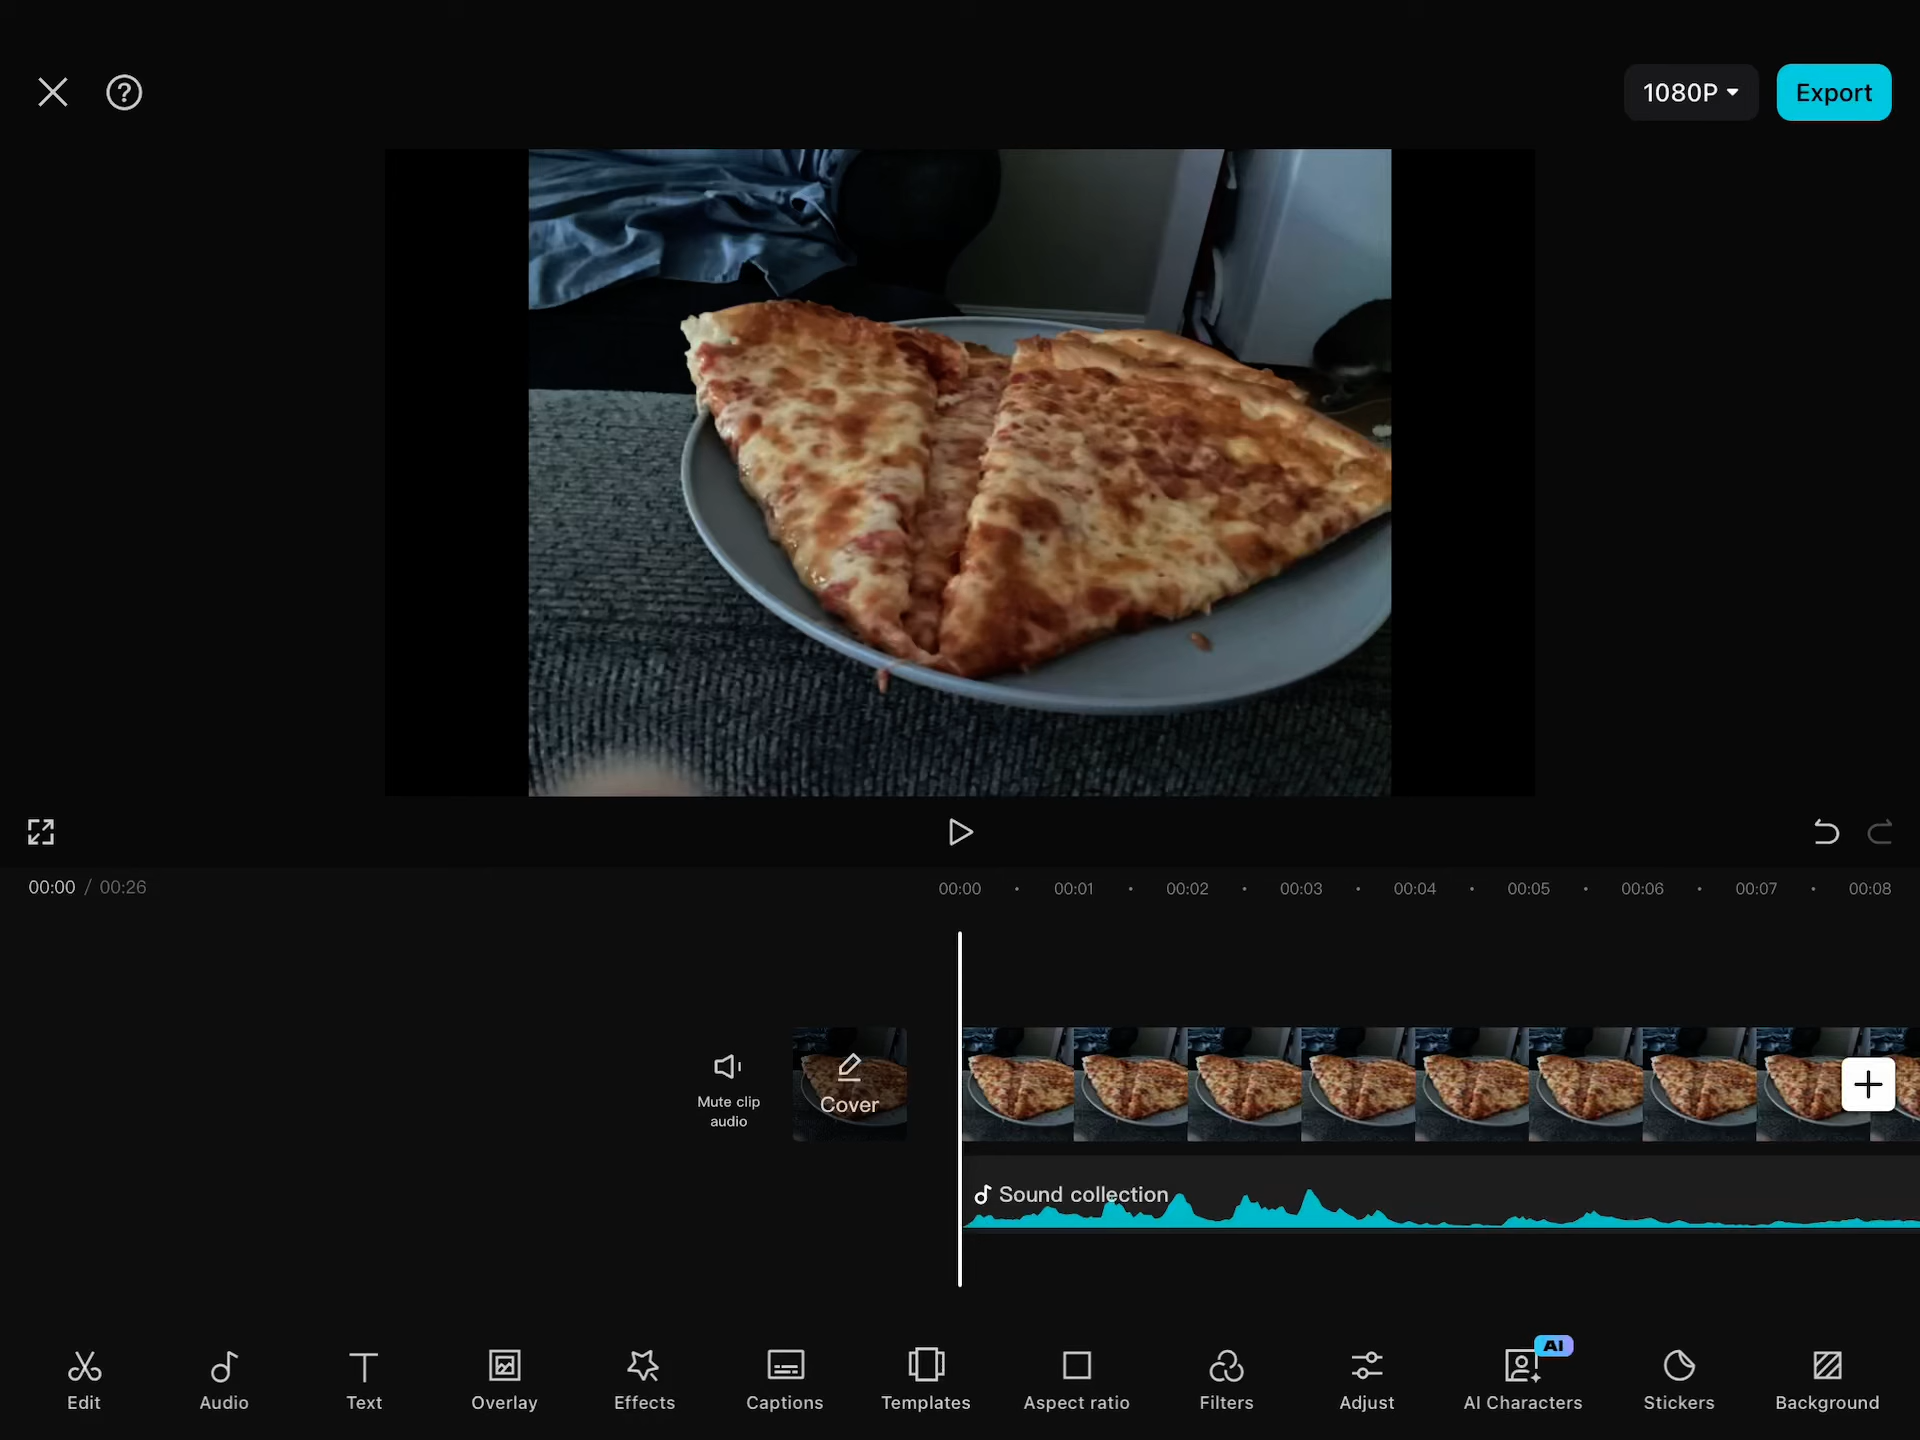 ?
1080P
Export
00:00 / 00:26
00:00
00:01
00:02
00:03
00:04
00:05
00:06
00:07
00:08
Mute clip
audio
Cover
Sound collection
AI
Edit
Audio
Text
Overlay
Effects
Captions
Templates
Aspect ratio
Filters
Adjust
AI Characters
Stickers
Background